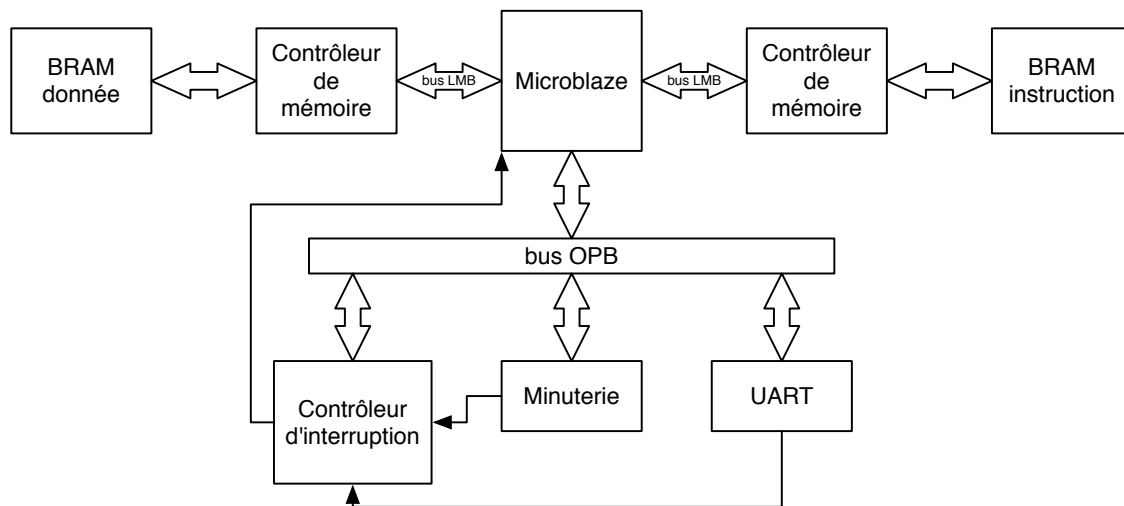 BRAM
donnée
Contrôleur
de
mémoire
bus LMB
Microblaze
bus LMB
Contrôleur
de
mémoire
BRAM
instruction
bus OPB
Contrôleur
d'interruption
Minuterie
UART